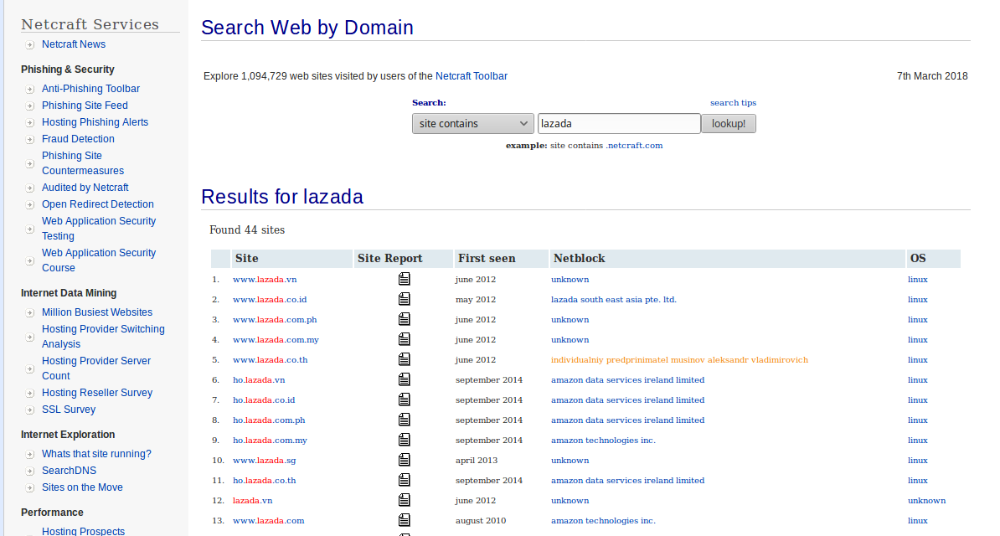 Netcraft Services
Netcraft News
Phishing & Security
Anti-Phishing Toolbar
Phishing Site Feed
Hosting Phishing Alerts
Fraud Detection
Phishing Site
Countermeasures
Audited by Netcraft
Open Redirect Detection
Web Application Security
Testing
Web Application Security
Course
Internet Data Mining
Million Busiest Websites
Hosting Provider Switching
Analysis
Hosting Provider Server
Count
Hosting Reseller Survey
SSL Survey
Internet Exploration
Whats that site running?
SearchDNS
Sites on the Move
Performance
Hosting Prospects
Search Web by Domain
Explore 1,094,729 web sites visited by users of the Netcraft Toolbar 7th March 2018
Search: search tips
site contains lazada lookup!
example: site contains .netcraft.com
Results for lazada
Found 44 sites
Site Site Report First seen Netblock OS
1. www.lazada.vn june 2012 unknown linux
2. www.lazada.co.id may 2012 lazada south east asia pte. ltd. linux
3. www.lazada.com.ph june 2012 unknown linux
4. www.lazada.com.my june 2012 unknown linux
5. www.lazada.co.th june 2012 individualniy predprinimatel musinov aleksandr vladimirovich linux
6. ho.lazada.vn september 2014 amazon data services ireland limited linux
7. ho.lazada.co.id september 2014 amazon data services ireland limited linux
8. ho.lazada.com.ph september 2014 amazon data services ireland limited linux
9. ho.lazada.com.my september 2014 amazon technologies inc. linux
10. www.lazada.sg april 2013 unknown linux
11. ho.lazada.co.th september 2014 amazon data services ireland limited linux
12. lazada.vn june 2012 unknown unknown
13. www.lazada.com august 2010 amazon technologies inc. linux